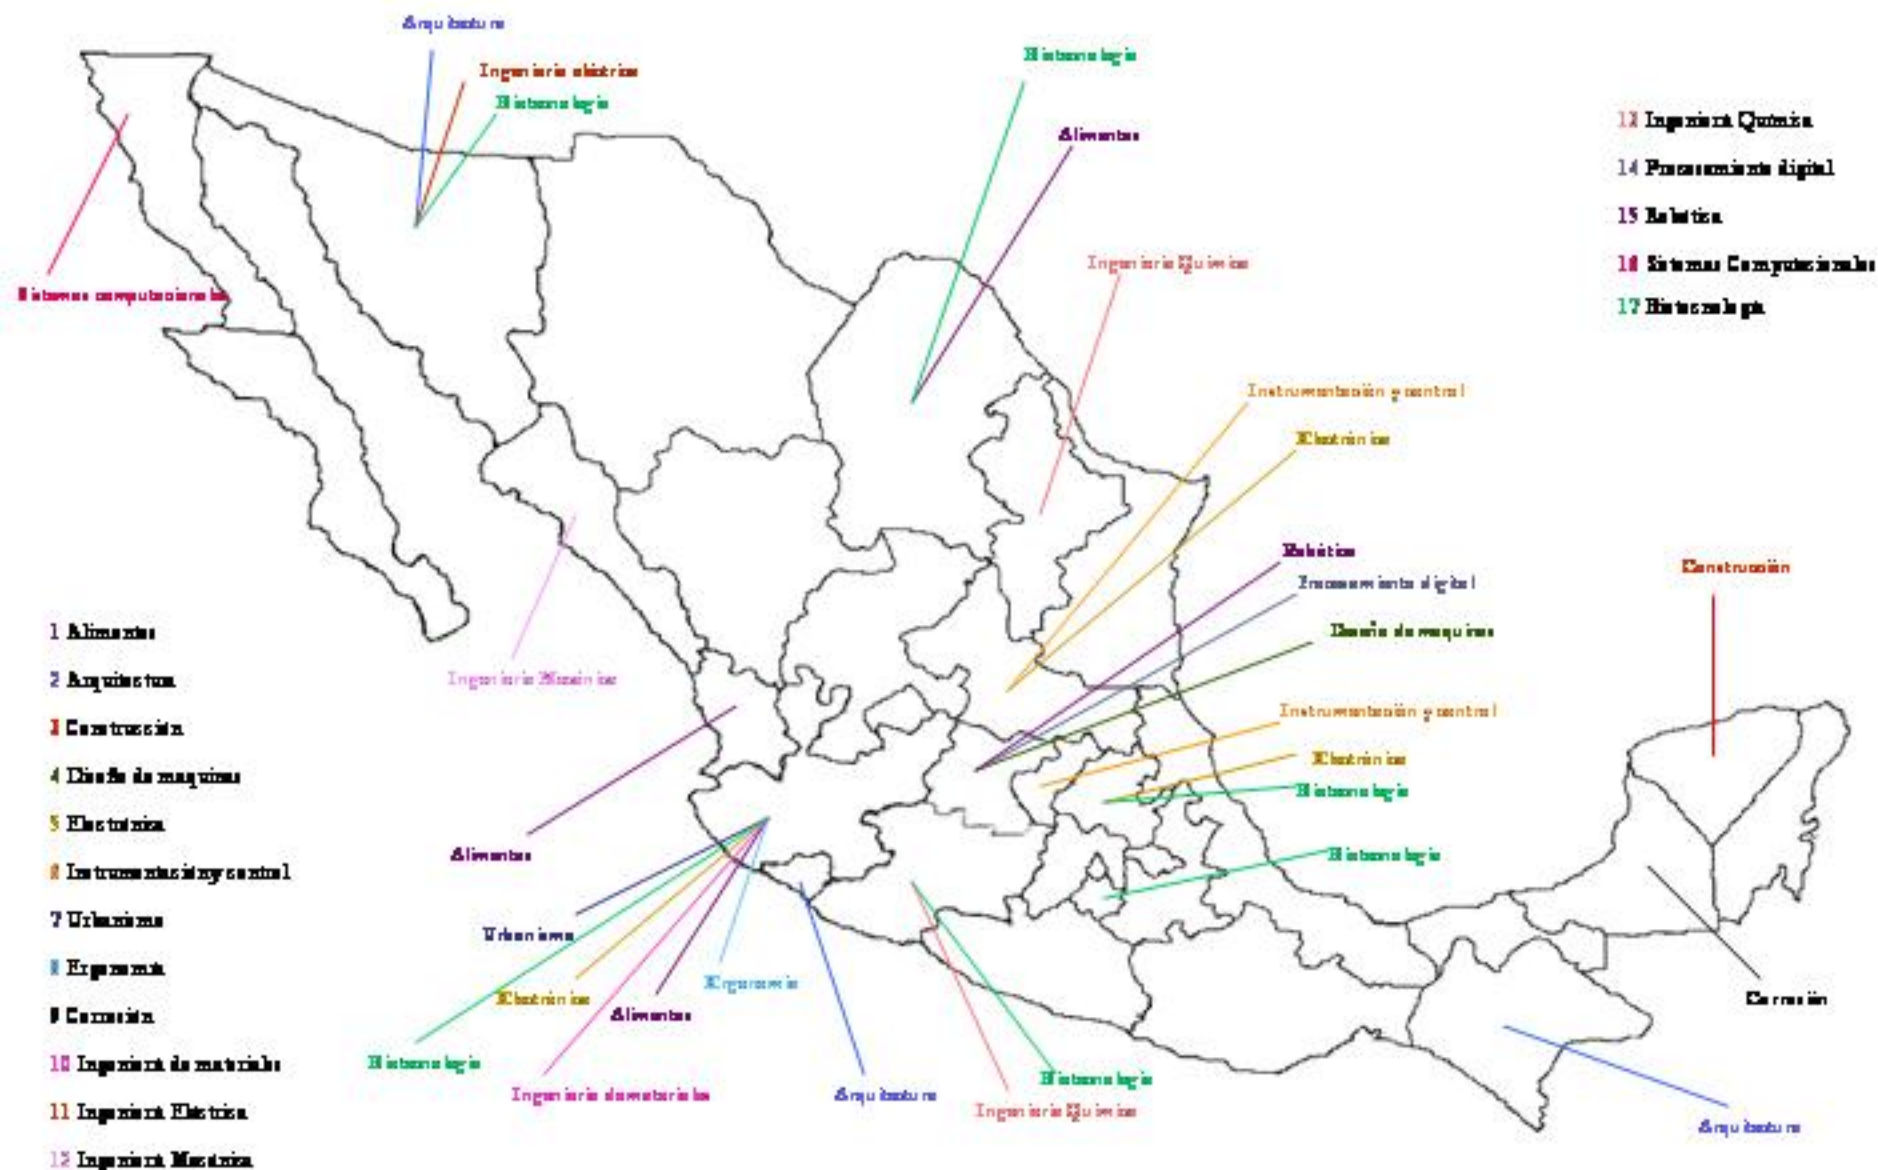 Arquitectura
Ingeniería eléctrica
Biotecnología
Biotecnología
Alimentos
Sistemas computacionales
Ingeniería Química
13 Ingeniería Química
14 Procesamiento digital
15 Robótica
16 Sistemas Computacionales
17 Biotecnología
Instrumentación y control
Electrónica
Robótica
Procesamiento digital
Diseño de maquinas
Construcción
Ingeniería Mecánica
Instrumentación y control
Electrónica
Biotecnología
Biotecnología
Alimentos
Urbanismo
Electrónica
Alimentos
Ergonomía
Biotecnología
Ingeniería de materiales
Arquitectura
Biotecnología
Ingeniería Química
Corrosión
Arquitectura
1 Alimentos
2 Arquitectura
3 Construcción
4 Diseño de maquinas
5 Electrónica
6 Instrumentación y control
7 Urbanismo
8 Ergonomía
9 Corrosión
10 Ingeniería de materiales
11 Ingeniería Eléctrica
12 Ingeniería Mecánica